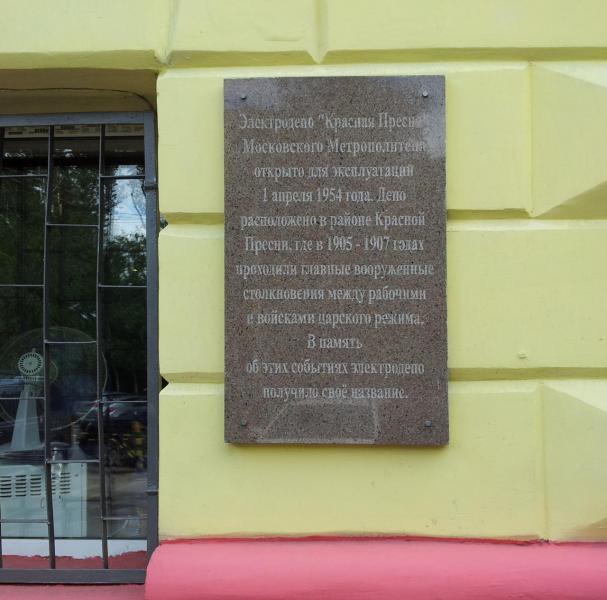 Электродепо "Красная Пресня"
Московского Метрополитена
открыто для эксплуатации
1 апреля 1954 года. Депо
расположено в районе Красной
Пресни, где в 1905 - 1907 годах
проходили главные вооруженные
столкновения между рабочими
и войсками царского режима.
В память
об этих событиях электродепо
получило своё название.